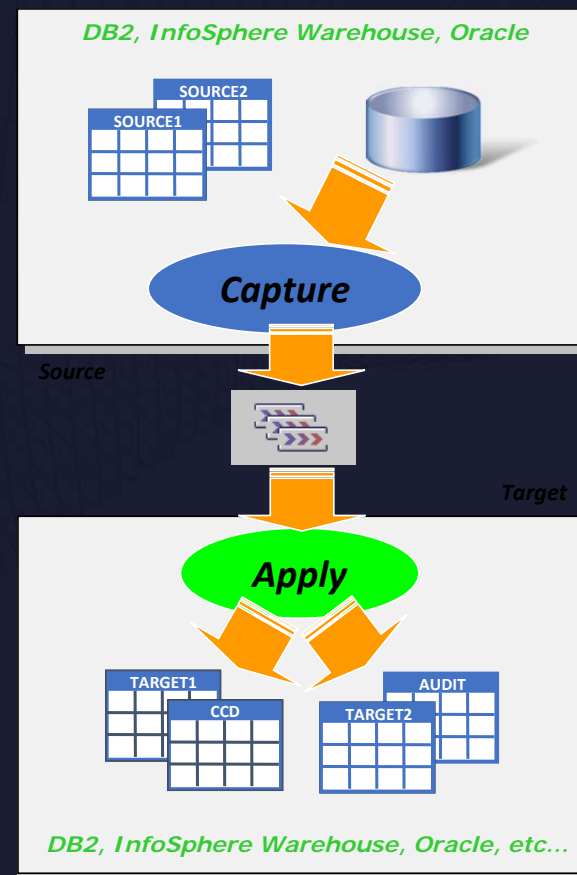 DB2, InfoSphere Warehouse, Oracle
SOURCE2
SOURCE1
Capture
Source
Target
Apply
TARGET1
AUDIT
CCD
TARGET2
DB2, InfoSphere Warehouse, Oracle, etc...